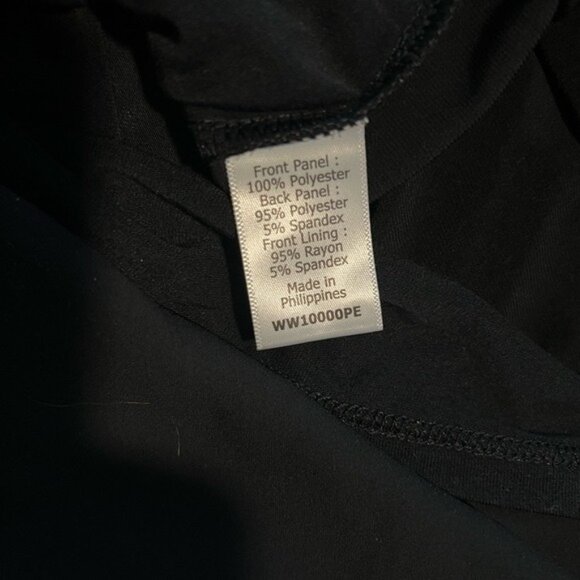 Front Panel :
100% Polyester
Back Panel :
95% Polyester
5% Spandex
Front Lining :
95% Rayon
5% Spandex
Made in
Philippines
WW10000PE